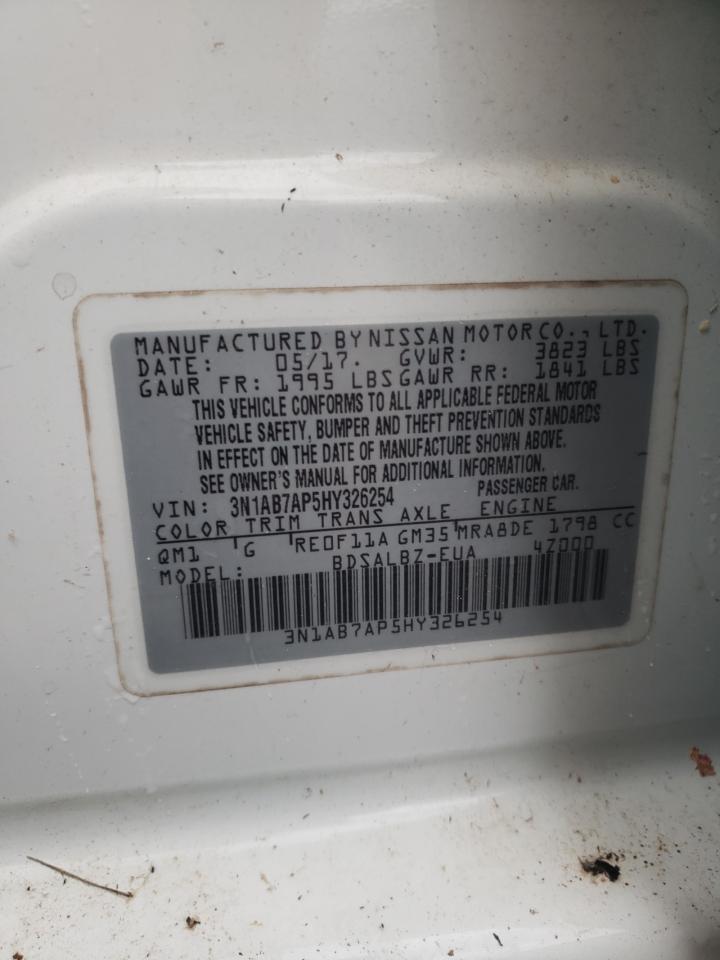 MANUFACTURED BY NISSAN MOTOR CO., LTD.
DATE: 05/17. GVWR: 3823 LBS
GAWR FR: 1995 LBS GAWR RR: 1841 LBS
THIS VEHICLE CONFORMS TO ALL APPLICABLE FEDERAL MOTOR
VEHICLE SAFETY, BUMPER AND THEFT PREVENTION STANDARDS
IN EFFECT ON THE DATE OF MANUFACTURE SHOWN ABOVE.
SEE OWNER'S MANUAL FOR ADDITIONAL INFORMATION.
VIN: 3N1AB7AP5HY326254 PASSENGER CAR.
COLOR TRIM TRANS AXLE ENGINE
QM1 G RE0F11A GM35 MRA8DE 1798 CC
MODEL: BDSALBZ-EUA 4Z000
3N1AB7AP5HY326254